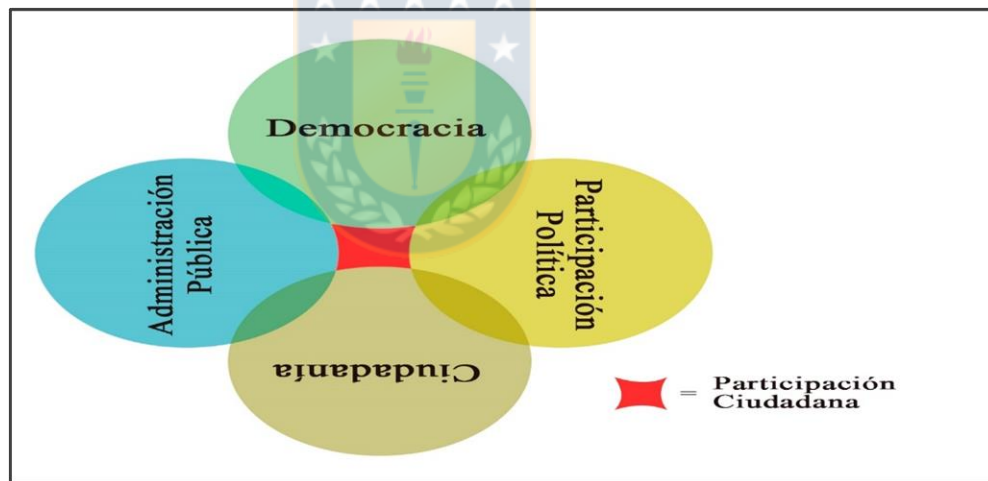 Democracia
Administración
Pública
Participación
Política
Ciudadanía
= Participación
Ciudadana